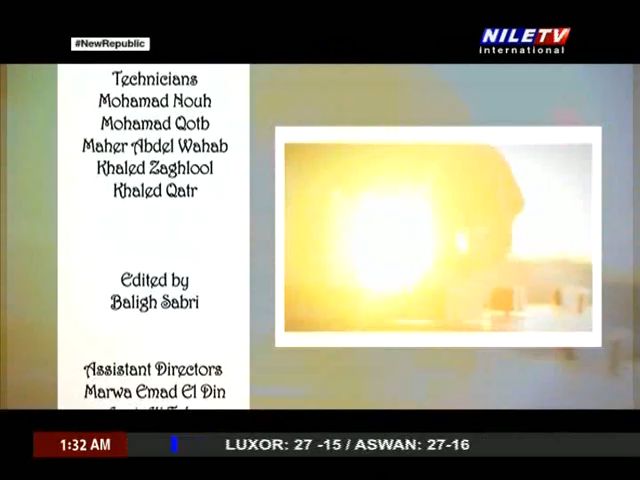 #NewRepublic
NILETV
international
Technicians
Mohamad Nouh
Mohamad Qotb
Maher Abdel Wahab
Khaled Zaghlool
Khaled Qatr
Edited by
Baligh Sabri
Assistant Directors
Marwa Emad El Din
1:32 AM
LUXOR: 27 -15 / ASWAN: 27-16